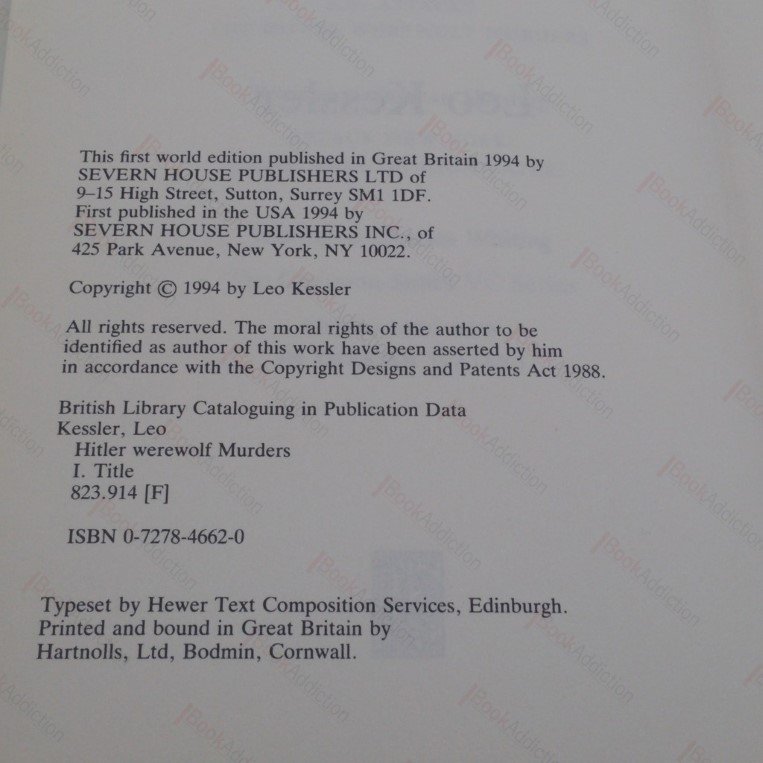 This first world edition published in Great Britain 1994 by
SEVERN HOUSE PUBLISHERS LTD of
9–15 High Street, Sutton, Surrey SM1 1DF.
First published in the USA 1994 by
SEVERN HOUSE PUBLISHERS INC., of
425 Park Avenue, New York, NY 10022.
Copyright © 1994 by Leo Kessler
All rights reserved. The moral rights of the author to be
identified as author of this work have been asserted by him
in accordance with the Copyright Designs and Patents Act 1988.
British Library Cataloguing in Publication Data
Kessler, Leo
Hitler werewolf Murders
I. Title
823.914 [F]
ISBN 0-7278-4662-0
Typeset by Hewer Text Composition Services, Edinburgh.
Printed and bound in Great Britain by
Hartnolls, Ltd, Bodmin, Cornwall.
BookAddiction